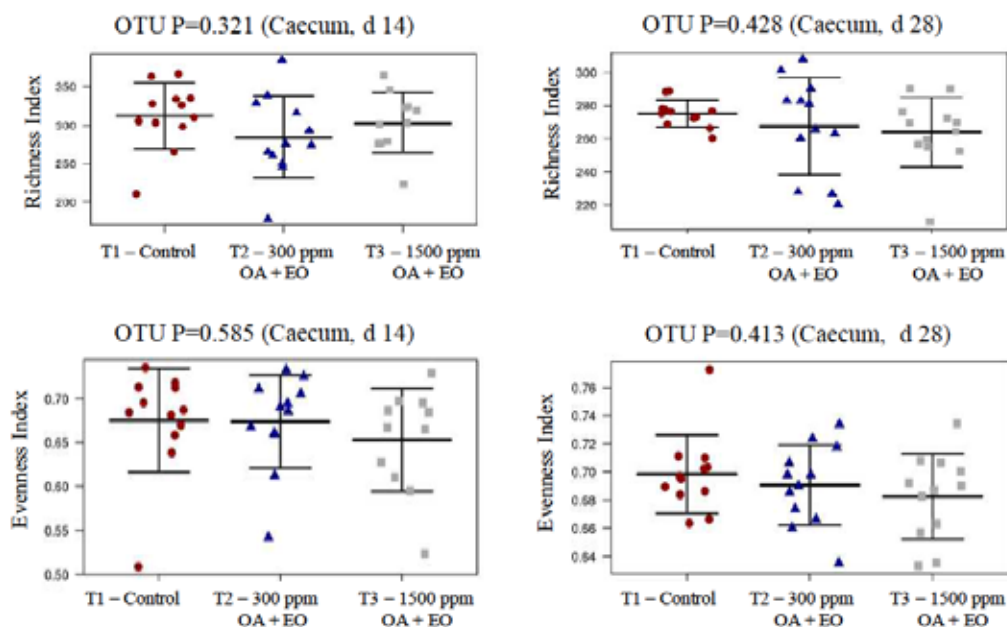 OTU P=0.321 (Caecum, d 14)
Richness Index
350
300
250
200
T1 – Control
T2 – 300 ppm
OA + EO
T3 – 1500 ppm
OA + EO
OTU P=0.428 (Caecum, d 28)
Richness Index
300
280
260
240
220
T1 – Control
T2 – 300 ppm
OA + EO
T3 – 1500 ppm
OA + EO
OTU P=0.585 (Caecum, d 14)
Evenness Index
0.70
0.65
0.60
0.55
0.50
T1 – Control
T2 – 300 ppm
OA + EO
T3 – 1500 ppm
OA + EO
OTU P=0.413 (Caecum, d 28)
Evenness Index
0.76
0.74
0.72
0.70
0.68
0.66
0.64
T1 – Control
T2 – 300 ppm
OA + EO
T3 – 1500 ppm
OA + EO